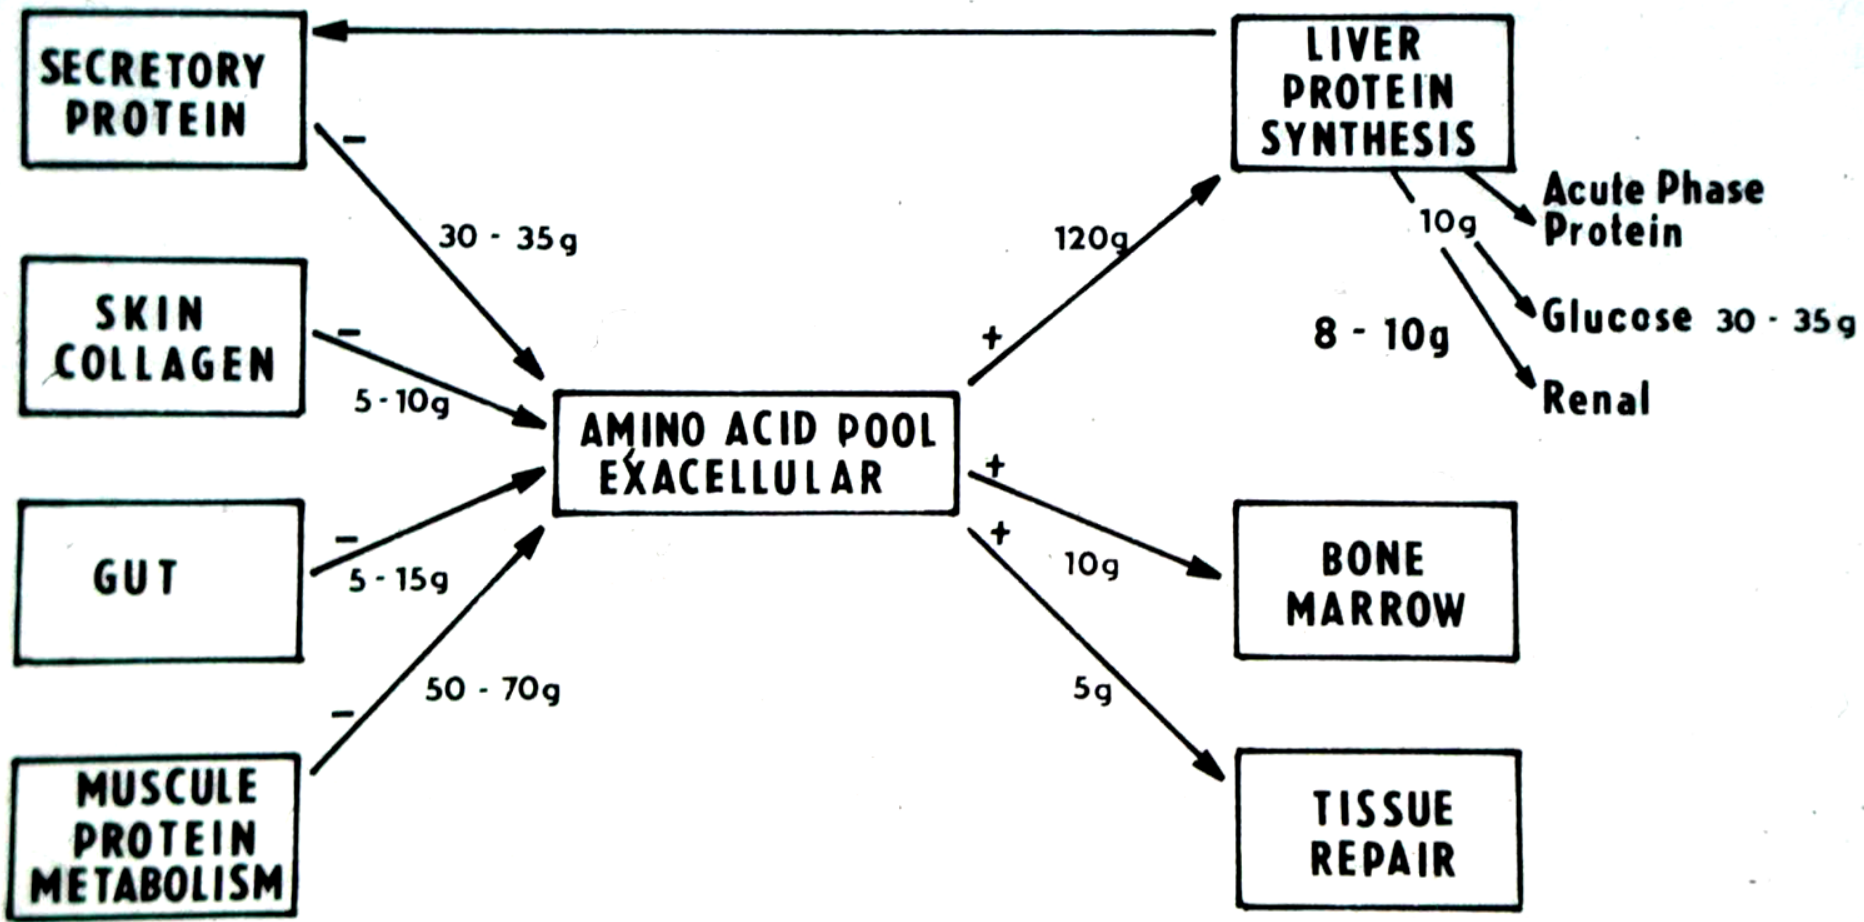 SECRETORY
PROTEIN
LIVER
PROTEIN
SYNTHESIS
-
30 - 35g
120g
10g
Acute Phase
Protein
SKIN
COLLAGEN
-
5-10g
+
8 - 10g
Glucose 30 - 35g
Renal
AMINO ACID POOL
EXACELLULAR
GUT
-
5-15g
+
10g
BONE
MARROW
+
50 - 70g
-
5g
MUSCULE
PROTEIN
METABOLISM
TISSUE
REPAIR